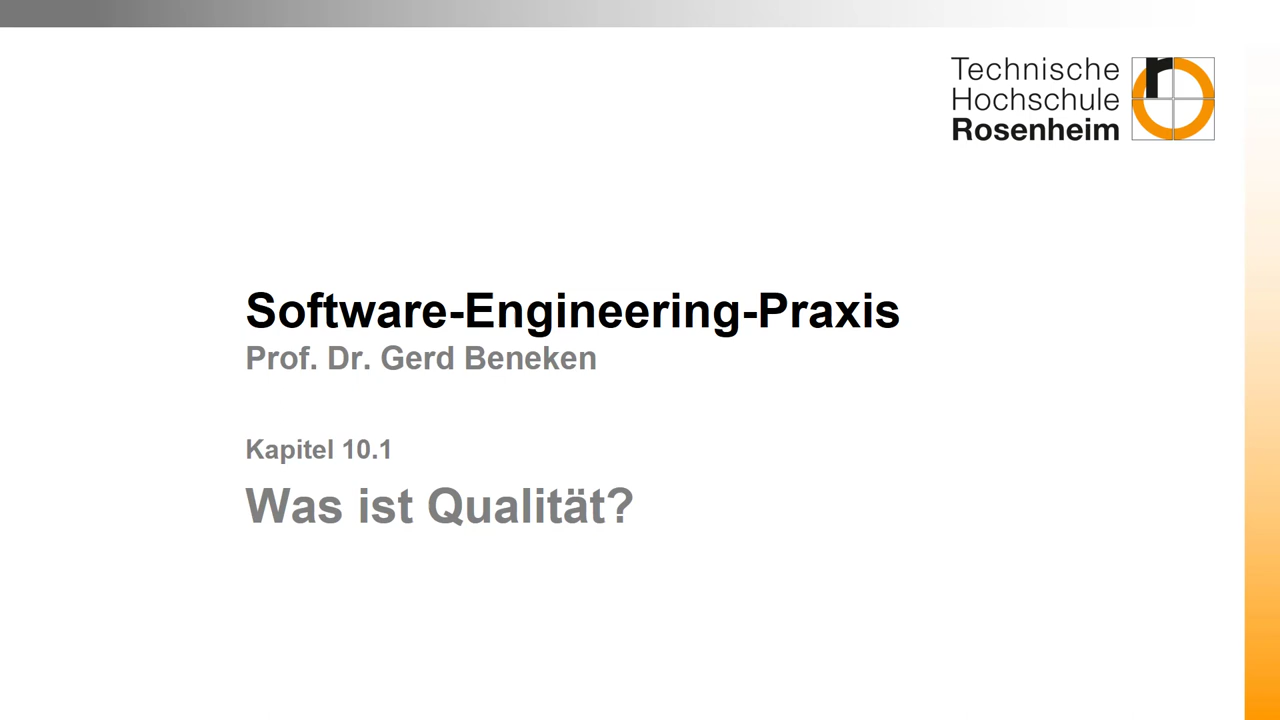 Technische
Hochschule
Rosenheim
Software-Engineering-Praxis
Prof. Dr. Gerd Beneken
Kapitel 10.1
Was ist Qualität?